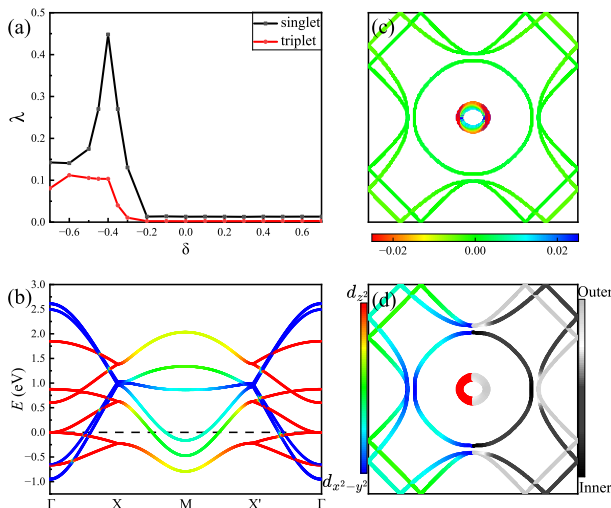 (a)
singlet
triplet
0.5
0.4
0.3
0.2
0.1
0.0
λ
−0.6 −0.4 −0.2 0.0 0.2 0.4 0.6
δ
(c)
−0.02 0.00 0.02
(b)
3.0
2.5
2.0
1.5
1.0
0.5
0.0
−0.5
−1.0
E (eV)
Γ X M X' Γ
(d)
d_{z²}
d_{x²−y²}
Outer
Inner